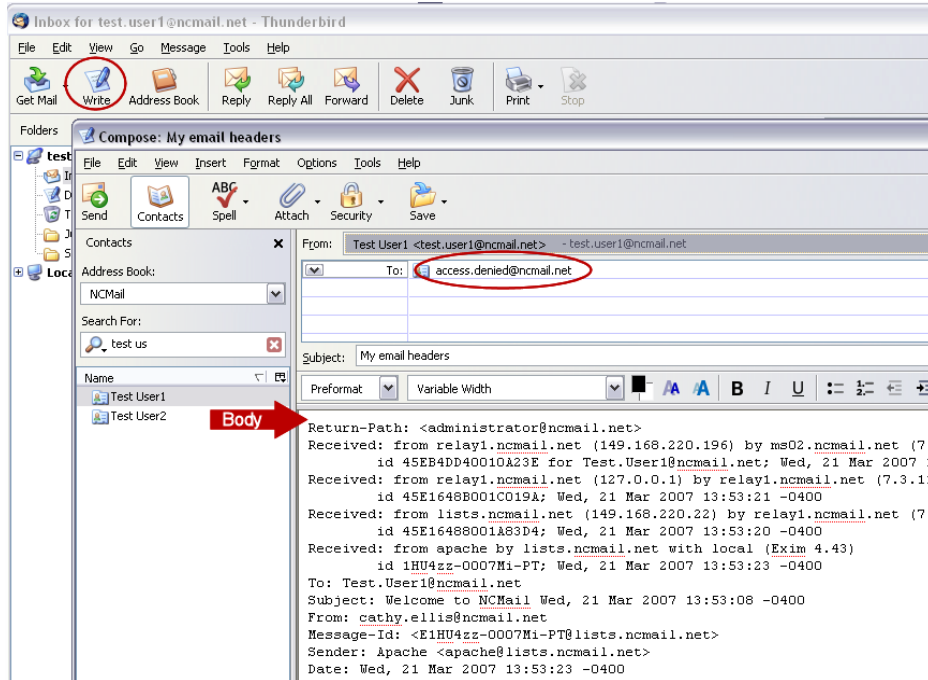 Inbox for test.user1@ncmail.net - Thunderbird
File Edit View Go Message Tools Help
Get Mail Write Address Book Reply Reply All Forward Delete Junk Print Stop
Folders
Compose: My email headers
test
File Edit View Insert Format Options Tools Help
ABC
Send Contacts Spell Attach Security Save
Contacts
From: Test User1 <test.user1@ncmail.net> - test.user1@ncmail.net
Loca
Address Book:
To: access.denied@ncmail.net
NCMail
Search For:
test us
Subject: My email headers
Name
Preformat Variable Width B I U
Test User1
Test User2
Body
Return-Path: <administrator@ncmail.net>
Received: from relay1.ncmail.net (149.168.220.196) by ms02.ncmail.net (7
id 45EB4DD40010A23E for Test.User1@ncmail.net; Wed, 21 Mar 2007
Received: from relay1.ncmail.net (127.0.0.1) by relay1.ncmail.net (7.3.1
id 45E1648B001C019A; Wed, 21 Mar 2007 13:53:21 -0400
Received: from lists.ncmail.net (149.168.220.22) by relay1.ncmail.net (7
id 45E16488001A83D4; Wed, 21 Mar 2007 13:53:20 -0400
Received: from apache by lists.ncmail.net with local (Exim 4.43)
id 1HU4zz-0007Mi-PT; Wed, 21 Mar 2007 13:53:23 -0400
To: Test.User1@ncmail.net
Subject: Welcome to NCMail Wed, 21 Mar 2007 13:53:08 -0400
From: cathy.ellis@ncmail.net
Message-Id: <E1HU4zz-0007Mi-PT@lists.ncmail.net>
Sender: Apache <apache@lists.ncmail.net>
Date: Wed, 21 Mar 2007 13:53:23 -0400